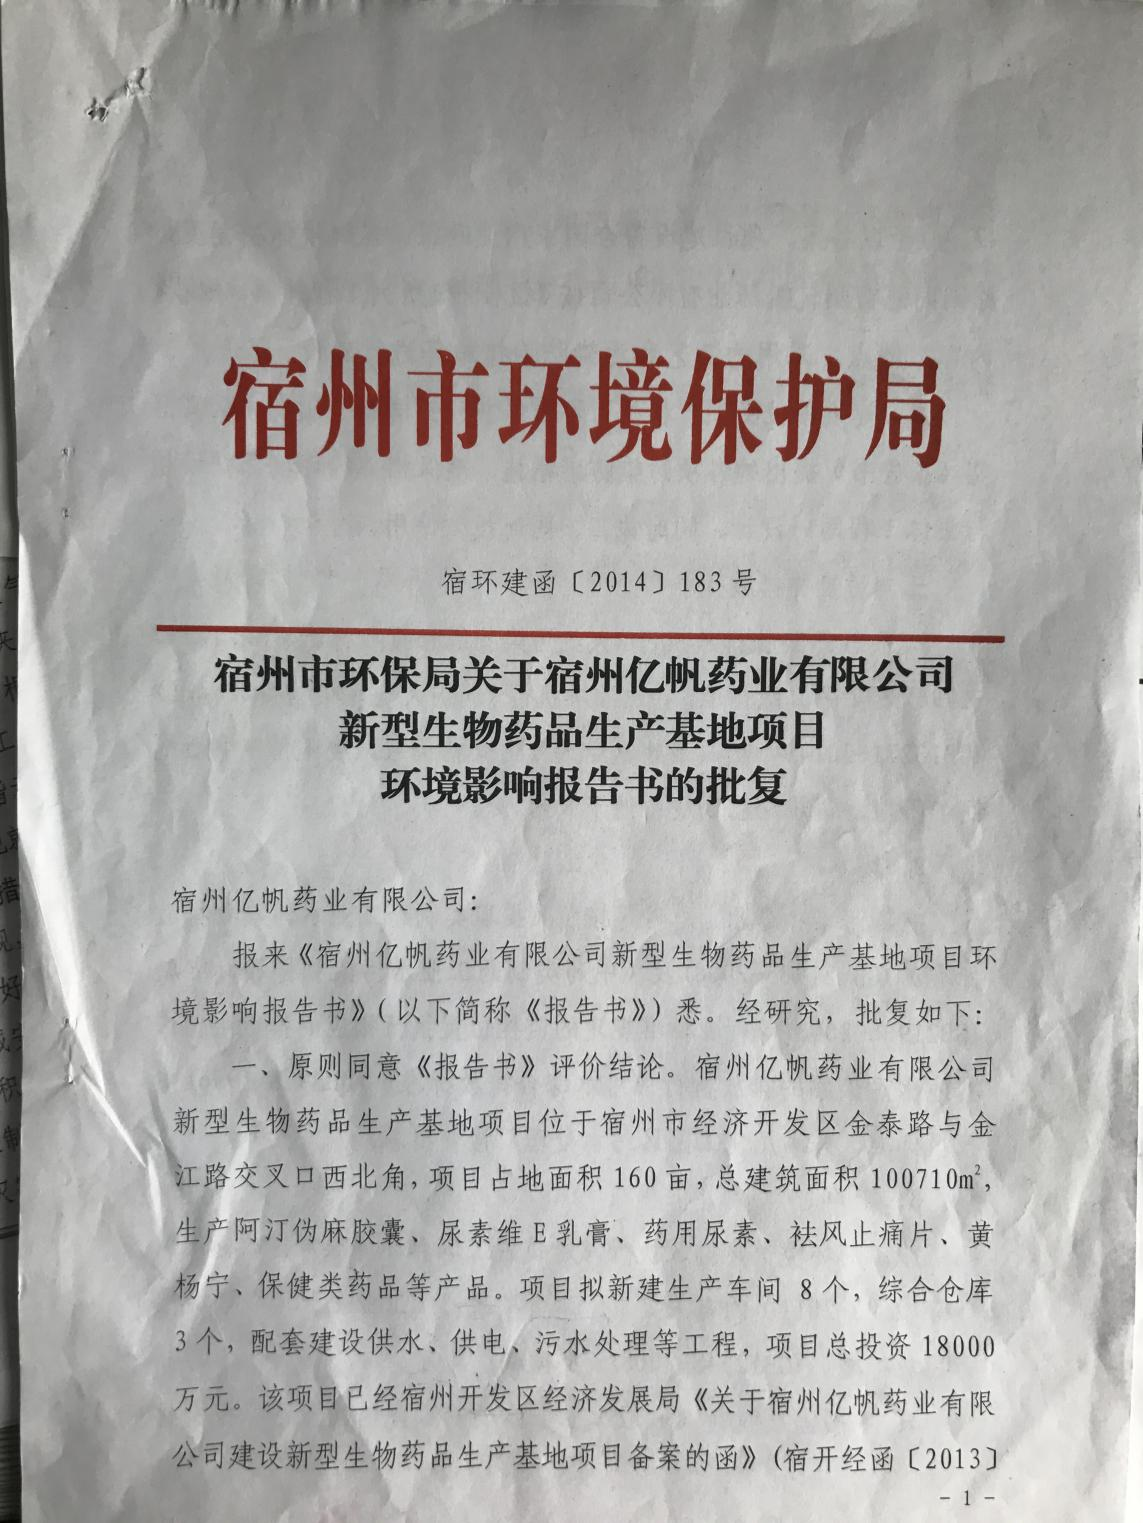 宿州市环境保护局
宿环建函〔2014〕183号
宿州市环保局关于宿州亿帆药业有限公司
新型生物药品生产基地项目
环境影响报告书的批复
宿州亿帆药业有限公司：
报来《宿州亿帆药业有限公司新型生物药品生产基地项目环
境影响报告书》（以下简称《报告书》）悉。经研究，批复如下：
一、原则同意《报告书》评价结论。宿州亿帆药业有限公司
新型生物药品生产基地项目位于宿州市经济开发区金泰路与金
江路交叉口西北角，项目占地面积160亩，总建筑面积100710m²，
生产阿汀伪麻胶囊、尿素维E乳膏、药用尿素、祛风止痛片、黄
杨宁、保健类药品等产品。项目拟新建生产车间 8个，综合仓库
3个，配套建设供水、供电、污水处理等工程，项目总投资18000
万元。该项目已经宿州开发区经济发展局《关于宿州亿帆药业有限
公司建设新型生物药品生产基地项目备案的函》（宿开经函〔2013〕
- 1 -